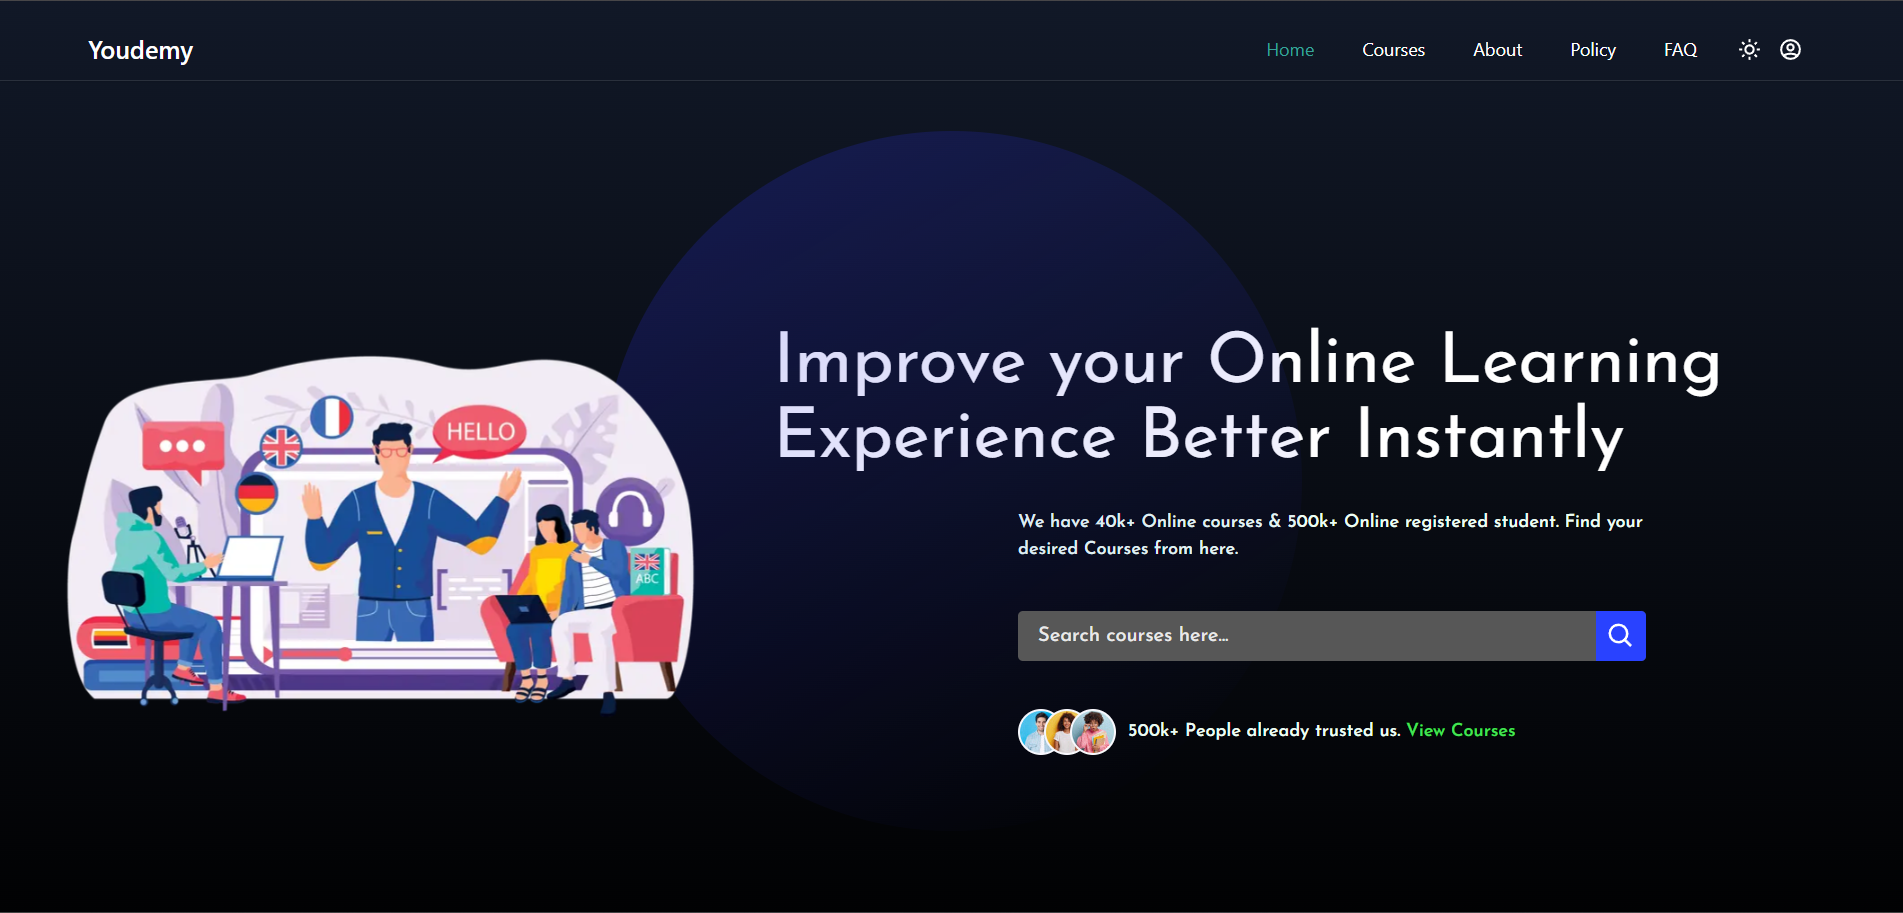 Youdemy
Home Courses About Policy FAQ
HELLO
ABC
Improve your Online Learning
Experience Better Instantly
We have 40k+ Online courses & 500k+ Online registered student. Find your
desired Courses from here.
Search courses here...
500k+ People already trusted us. View Courses